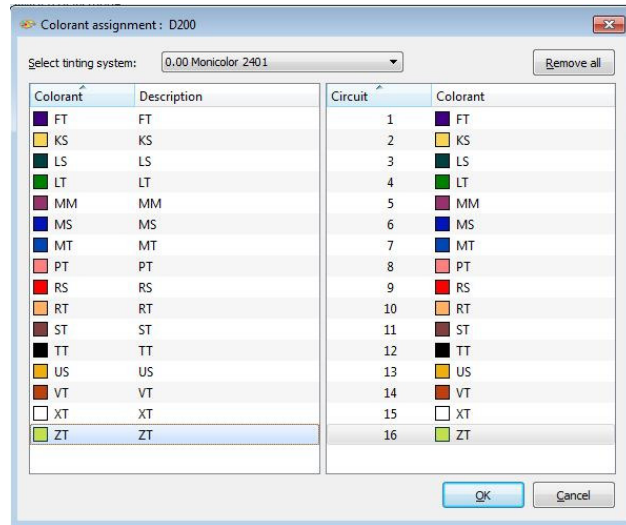 Colorant assignment : D200
Select tinting system: 0.00 Monicolor 2401 Remove all
Colorant Description Circuit Colorant
FT FT 1 FT
KS KS 2 KS
LS LS 3 LS
LT LT 4 LT
MM MM 5 MM
MS MS 6 MS
MT MT 7 MT
PT PT 8 PT
RS RS 9 RS
RT RT 10 RT
ST ST 11 ST
TT TT 12 TT
US US 13 US
VT VT 14 VT
XT XT 15 XT
ZT ZT 16 ZT
OK Cancel